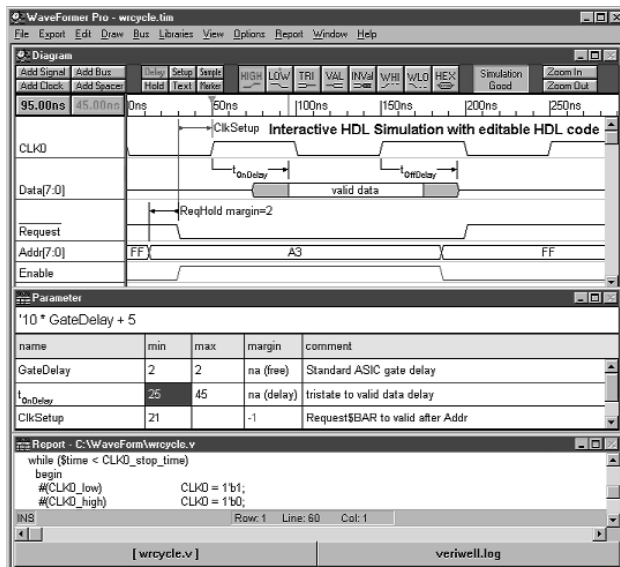 WaveFormer Pro - wrcycle.tim
File Export Edit Draw Bus Libraries View Options Report Window Help
Diagram
Add Signal Add Bus Delay Setup Sample HIGH LOW TRI VAL INVal WHI WLO HEX Simulation Zoom In
Add Clock Add Spacer Hold Text Marker Good Zoom Out
95.00ns 45.00ns 0ns 50ns 100ns 150ns 200ns 250ns
ClkSetup Interactive HDL Simulation with editable HDL code
CLK0
tOnDelay tOffDelay
Data[7:0] valid data
ReqHold margin=2
Request
Addr[7:0] FF A3 FF
Enable
Parameter
'10 * GateDelay + 5
name min max margin comment
GateDelay 2 2 na (free) Standard ASIC gate delay
tOnDelay 25 45 na (delay) tristate to valid data delay
ClkSetup 21 -1 Request$BAR to valid after Addr
Report - C:\WaveForm\wrcycle.v
while ($time < CLK0_stop_time)
begin
#(CLK0_low) CLK0 = 1'b1;
#(CLK0_high) CLK0 = 1'b0;
INS Row: 1 Line: 60 Col: 1
[ wrcycle.v ] veriwell.log